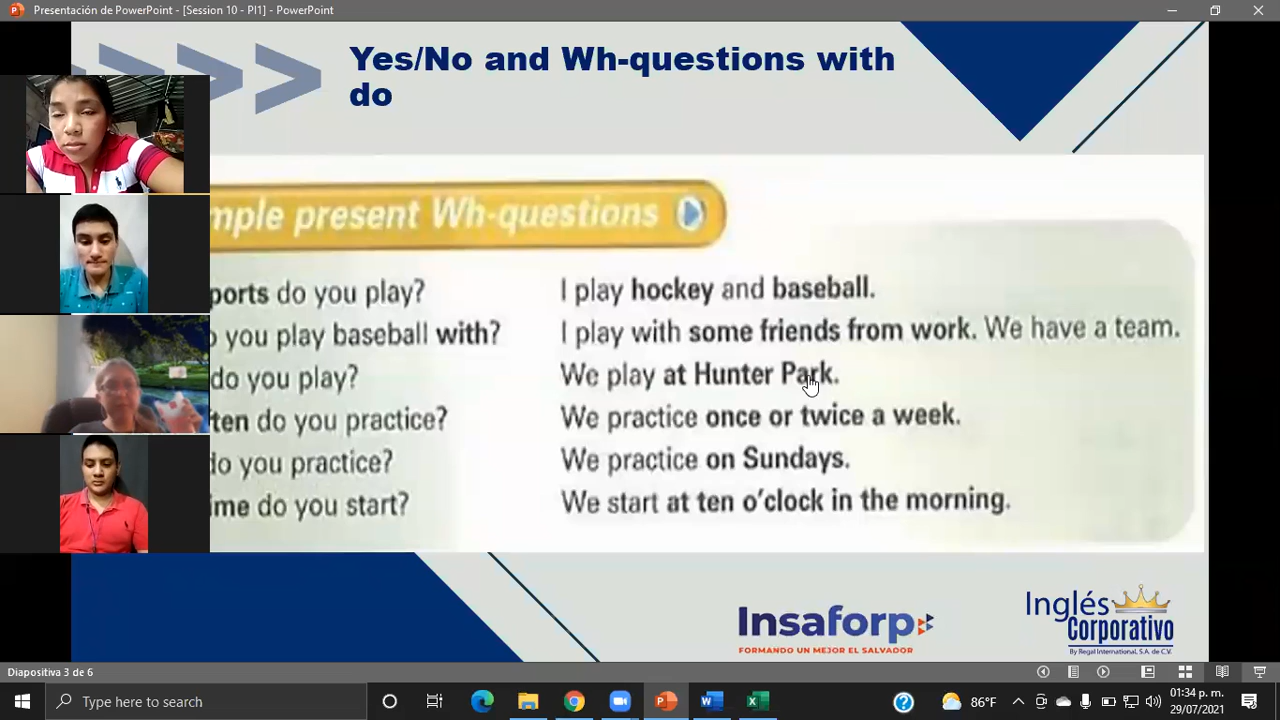 Presentación de PowerPoint - [Session 10 - PI1] - PowerPoint
Yes/No and Wh-questions with
do
mple present Wh-questions
ports do you play? I play hockey and baseball.
o you play baseball with? I play with some friends from work. We have a team.
do you play? We play at Hunter Park.
ten do you practice? We practice once or twice a week.
do you practice? We practice on Sundays.
ime do you start? We start at ten o'clock in the morning.
Insaforp
FORMANDO UN MEJOR EL SALVADOR
Inglés
Corporativo
By Regal International, S.A. de C.V.
Diapositiva 3 de 6
Type here to search
86°F
01:34 p. m.
29/07/2021